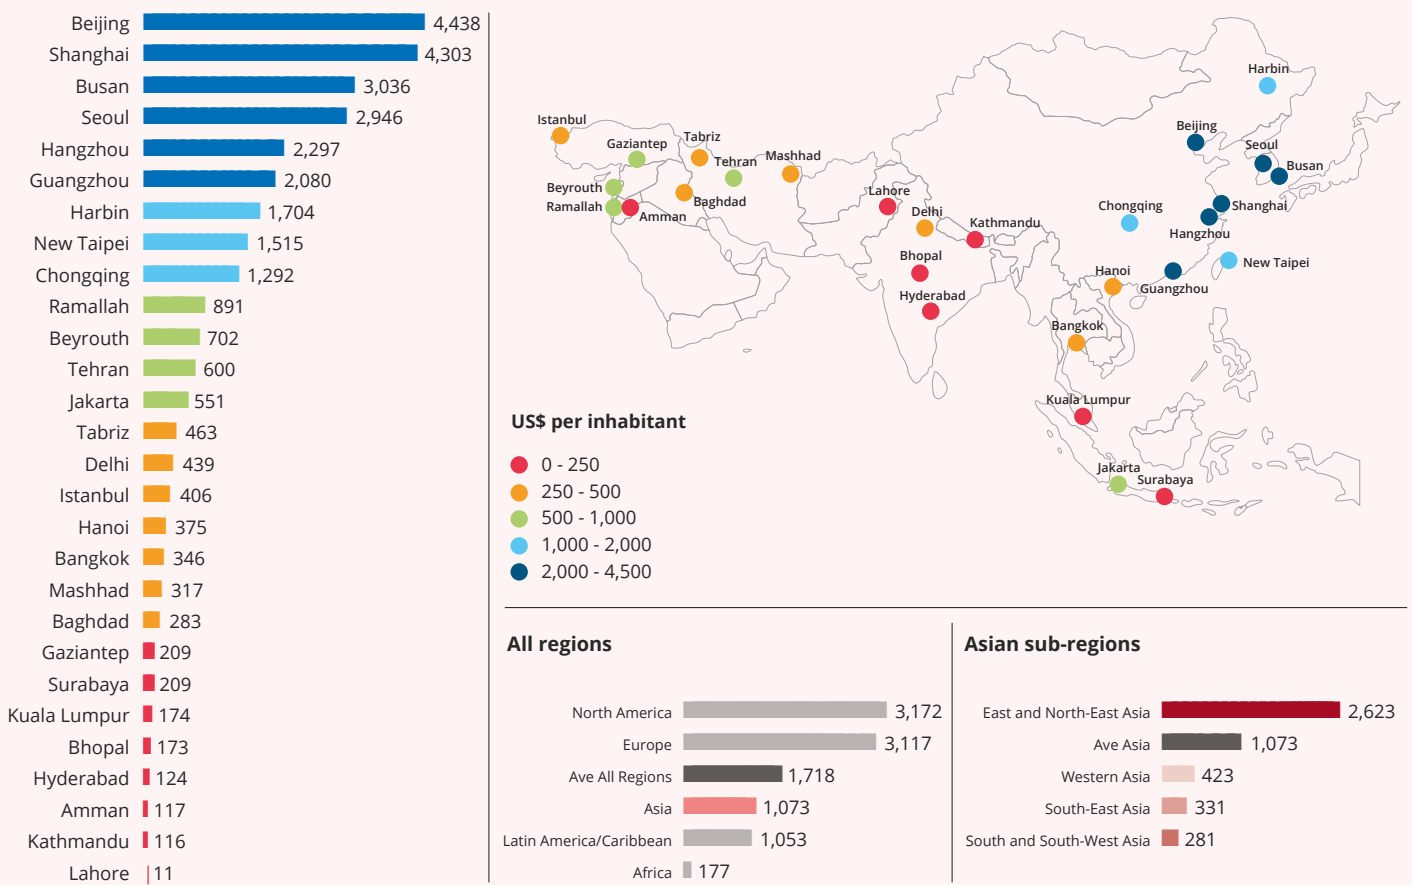 Beijing 4,438
Shanghai 4,303
Busan 3,036
Seoul 2,946
Hangzhou 2,297
Guangzhou 2,080
Harbin 1,704
New Taipei 1,515
Chongqing 1,292
Ramallah 891
Beyrouth 702
Tehran 600
Jakarta 551
Tabriz 463
Delhi 439
Istanbul 406
Hanoi 375
Bangkok 346
Mashhad 317
Baghdad 283
Gaziantep 209
Surabaya 209
Kuala Lumpur 174
Bhopal 173
Hyderabad 124
Amman 117
Kathmandu 116
Lahore 11
Harbin
Istanbul
Beijing
Tabriz
Gaziantep
Seoul
Mashhad
Tehran
Busan
Beyrouth
Lahore
Baghdad
Ramallah
Amman
Delhi
Chongqing
Shanghai
Kathmandu
Hangzhou
Bhopal
New Taipei
Hanoi
Guangzhou
Hyderabad
Bangkok
Kuala Lumpur
Jakarta
Surabaya
US$ per inhabitant
0 - 250
250 - 500
500 - 1,000
1,000 - 2,000
2,000 - 4,500
All regions
North America 3,172
Europe 3,117
Ave All Regions 1,718
Asia 1,073
Latin America/Caribbean 1,053
Africa 177
Asian sub-regions
East and North-East Asia 2,623
Ave Asia 1,073
Western Asia 423
South-East Asia 331
South and South-West Asia 281